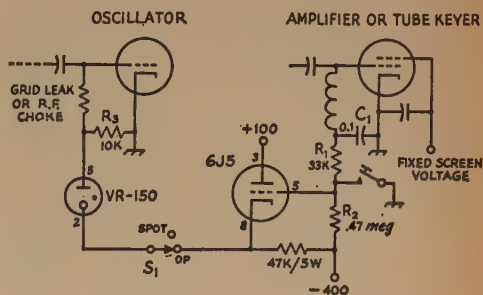 OSCILLATOR
AMPLIFIER OR TUBE KEYER
GRID LEAK
OR R.F.
CHOKE
R3
10K
+100
0.1
C1
6J5
3
R1
33K
FIXED SCREEN
VOLTAGE
5
5
VR-150
8
R2
.47 meg
2
SPOT
OP
S1
47K/5W
-400